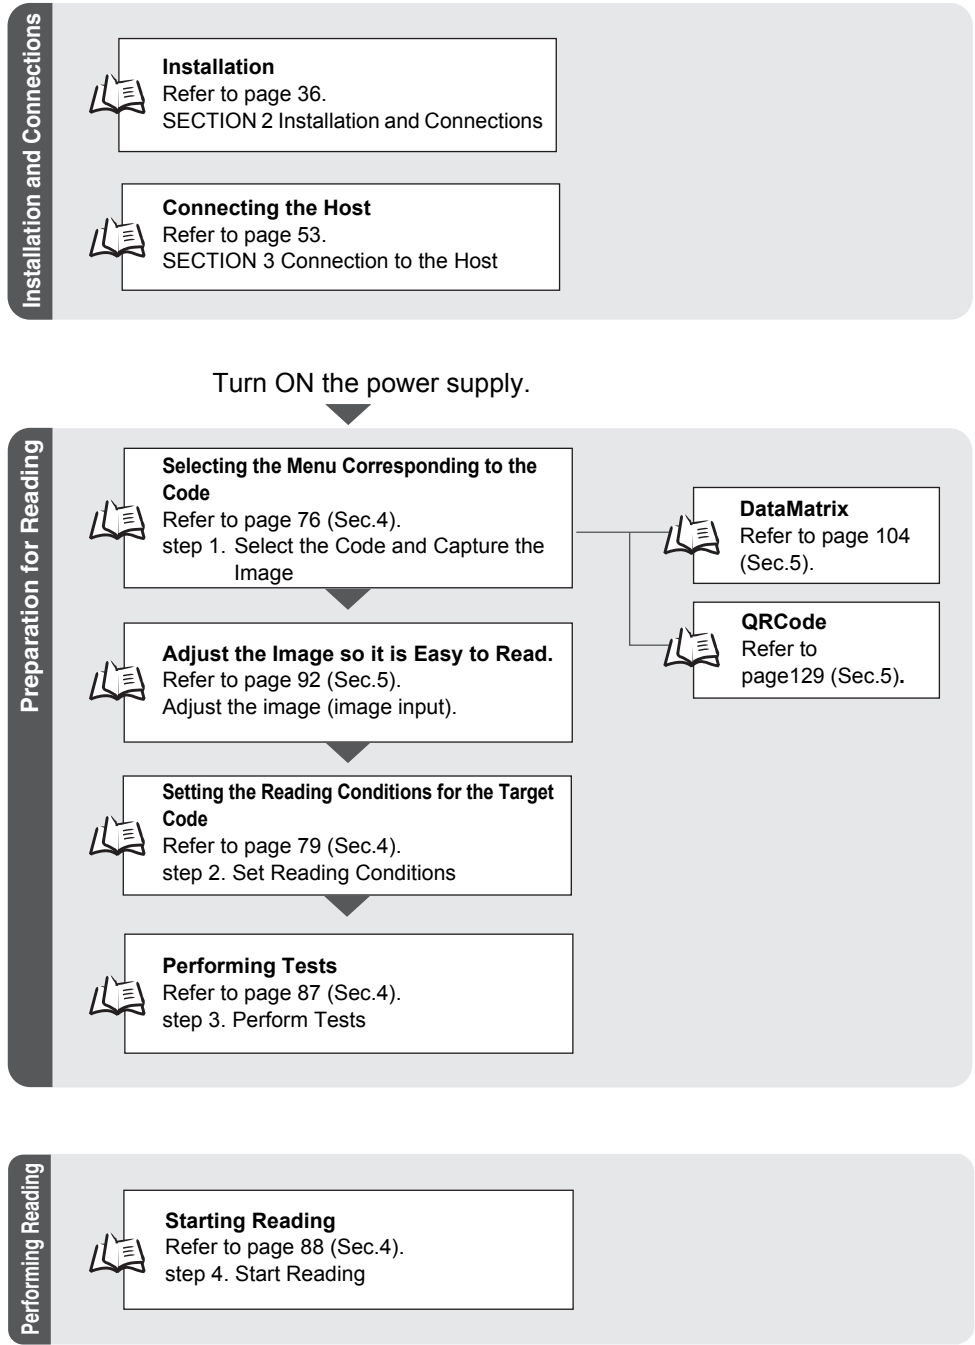 Installation and Connections
Installation
Refer to page 36.
SECTION 2 Installation and Connections
Connecting the Host
Refer to page 53.
SECTION 3 Connection to the Host
Turn ON the power supply.
Preparation for Reading
Selecting the Menu Corresponding to the
Code
Refer to page 76 (Sec.4).
step 1. Select the Code and Capture the
Image
DataMatrix
Refer to page 104
(Sec.5).
QRCode
Refer to
page129 (Sec.5).
Adjust the Image so it is Easy to Read.
Refer to page 92 (Sec.5).
Adjust the image (image input).
Setting the Reading Conditions for the Target
Code
Refer to page 79 (Sec.4).
step 2. Set Reading Conditions
Performing Tests
Refer to page 87 (Sec.4).
step 3. Perform Tests
Performing Reading
Starting Reading
Refer to page 88 (Sec.4).
step 4. Start Reading